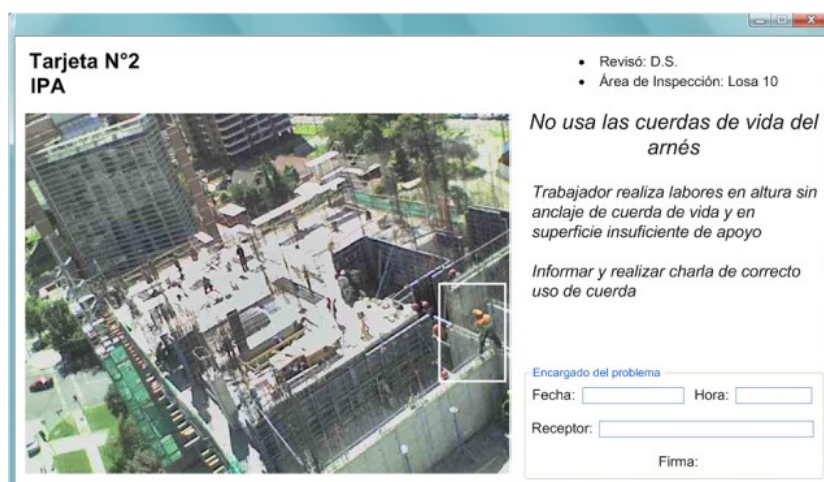 Tarjeta N°2
IPA
• Revisó: D.S.
• Área de Inspección: Losa 10
No usa las cuerdas de vida del
arnés
Trabajador realiza labores en altura sin
anclaje de cuerda de vida y en
superficie insuficiente de apoyo
Informar y realizar charla de correcto
uso de cuerda
Encargado del problema
Fecha: Hora:
Receptor:
Firma: